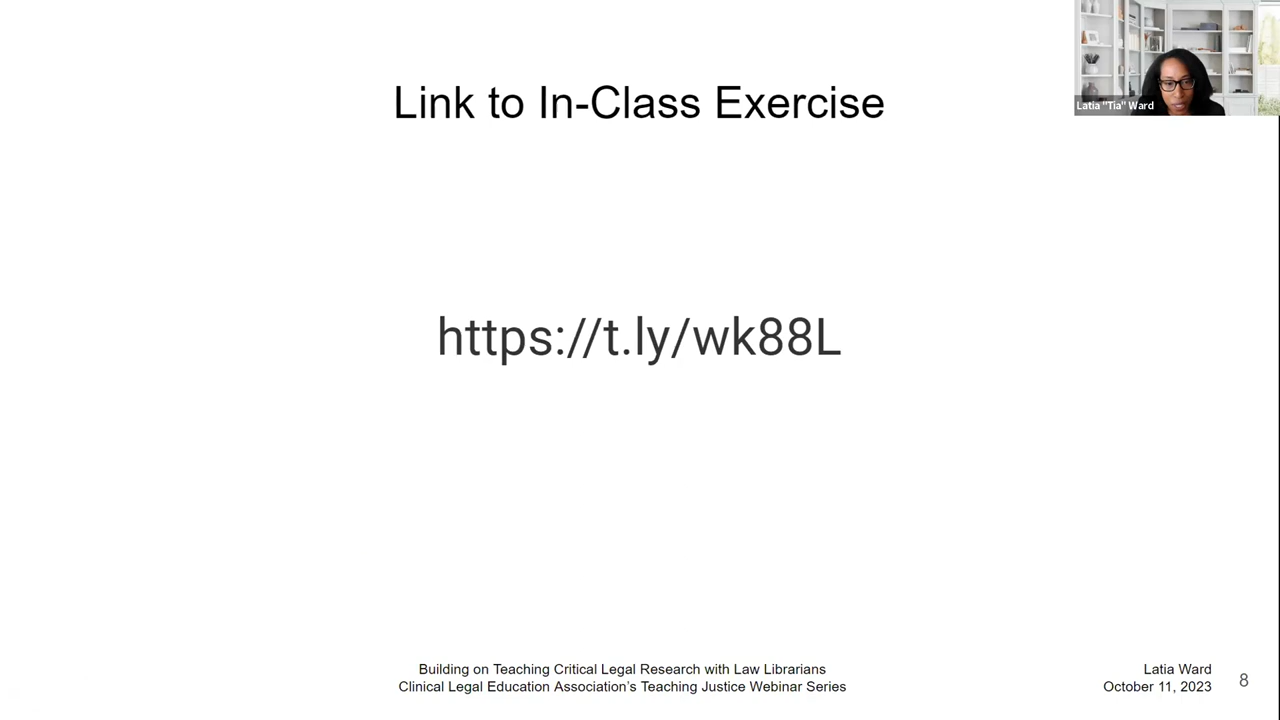 Latia "Tia" Ward
Link to In-Class Exercise
https://t.ly/wk88L
Building on Teaching Critical Legal Research with Law Librarians
Clinical Legal Education Association's Teaching Justice Webinar Series
Latia Ward
October 11, 2023
8